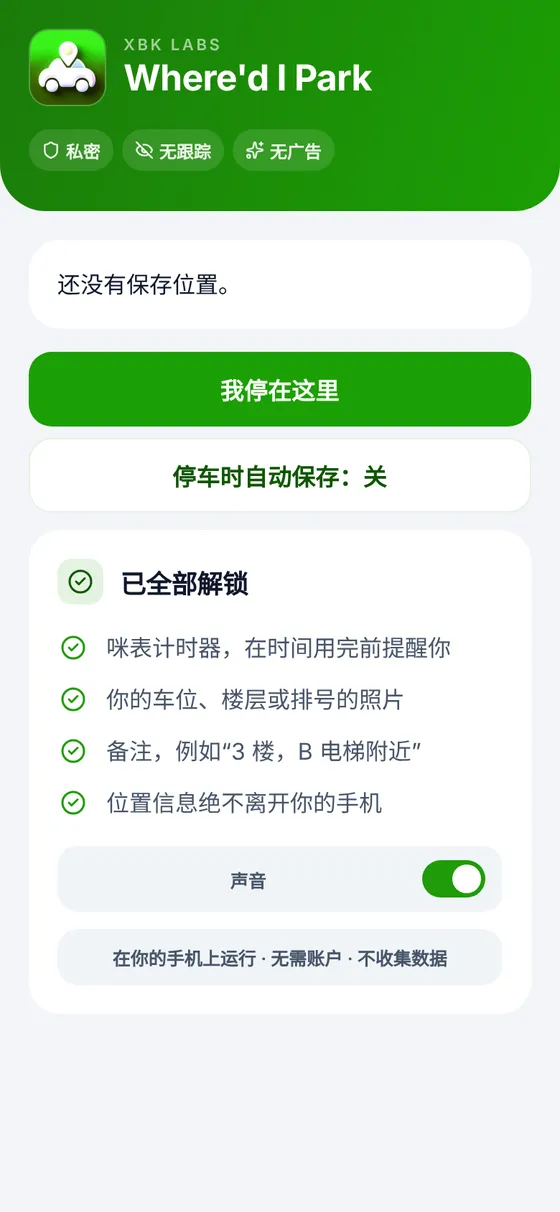 XBK LABS
Where'd I Park
私密
无跟踪
无广告
还没有保存位置。
我停在这里
停车时自动保存：关
已全部解锁
咪表计时器，在时间用完前提醒你
你的车位、楼层或排号的照片
备注，例如“3 楼，B 电梯附近”
位置信息绝不离开你的手机
声音
在你的手机上运行 · 无需账户 · 不收集数据